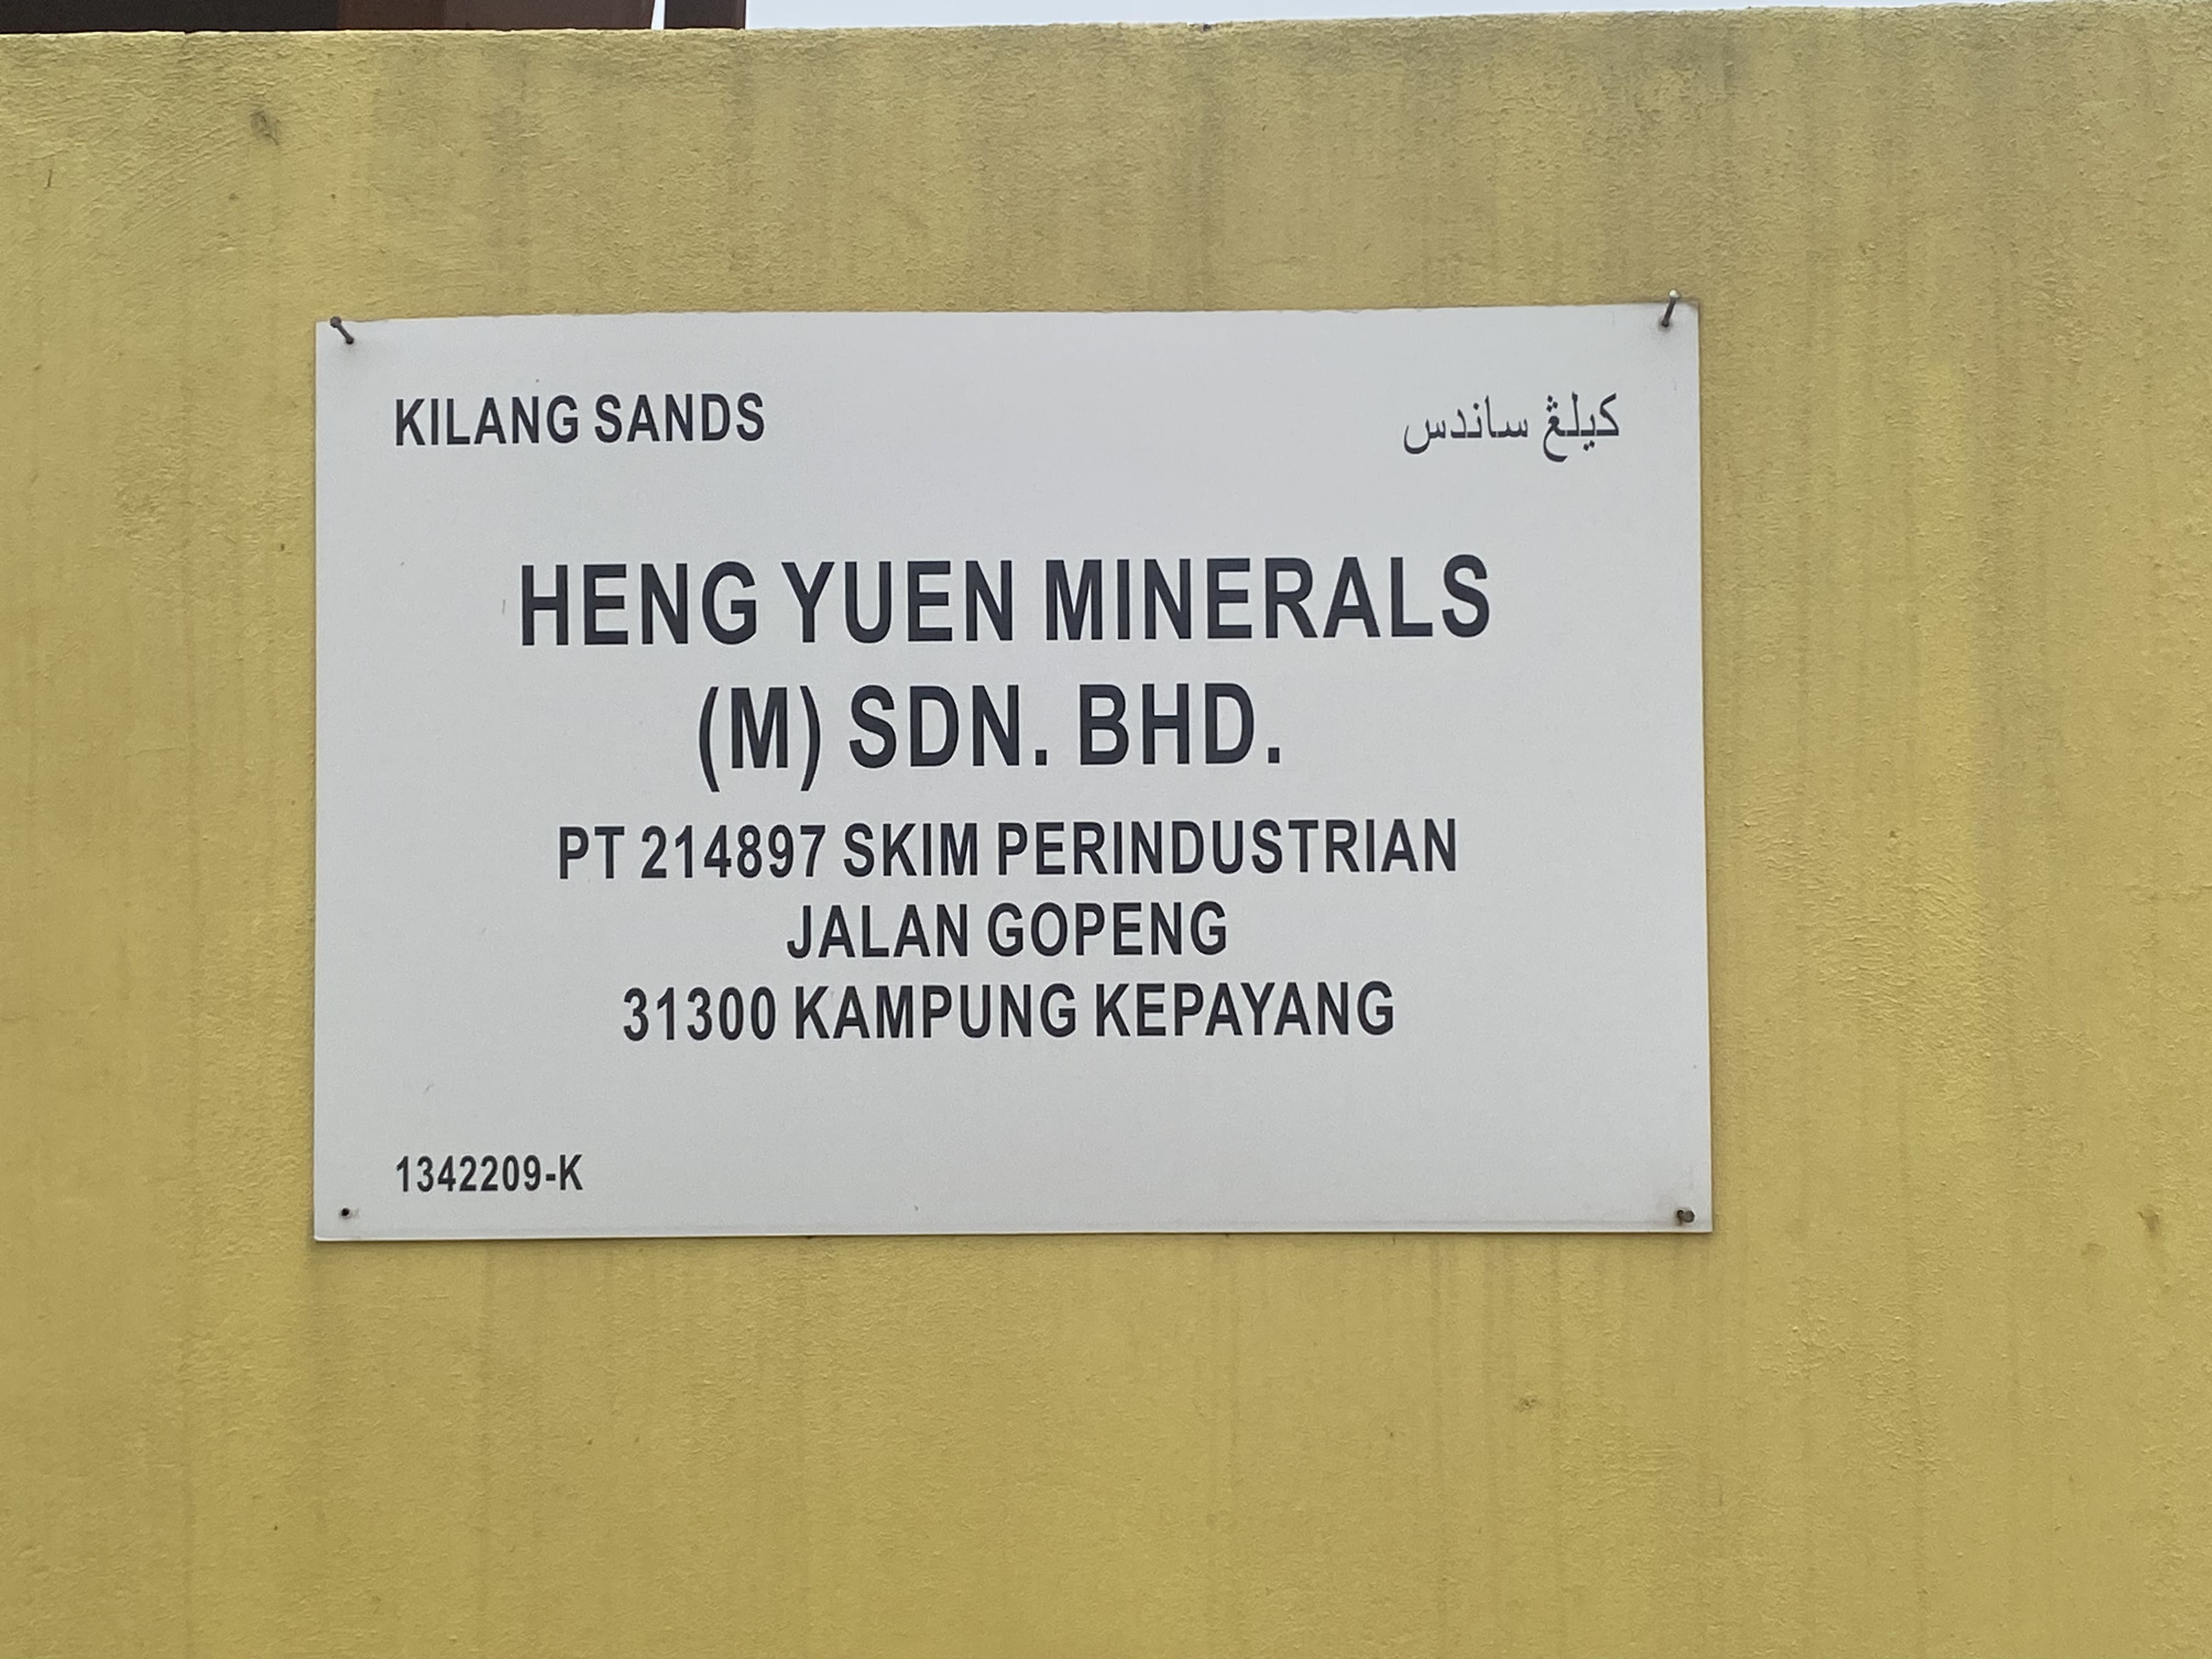 KILANG SANDS
كيلڠ ساندس
HENG YUEN MINERALS
(M) SDN. BHD.
PT 214897 SKIM PERINDUSTRIAN
JALAN GOPENG
31300 KAMPUNG KEPAYANG
1342209-K